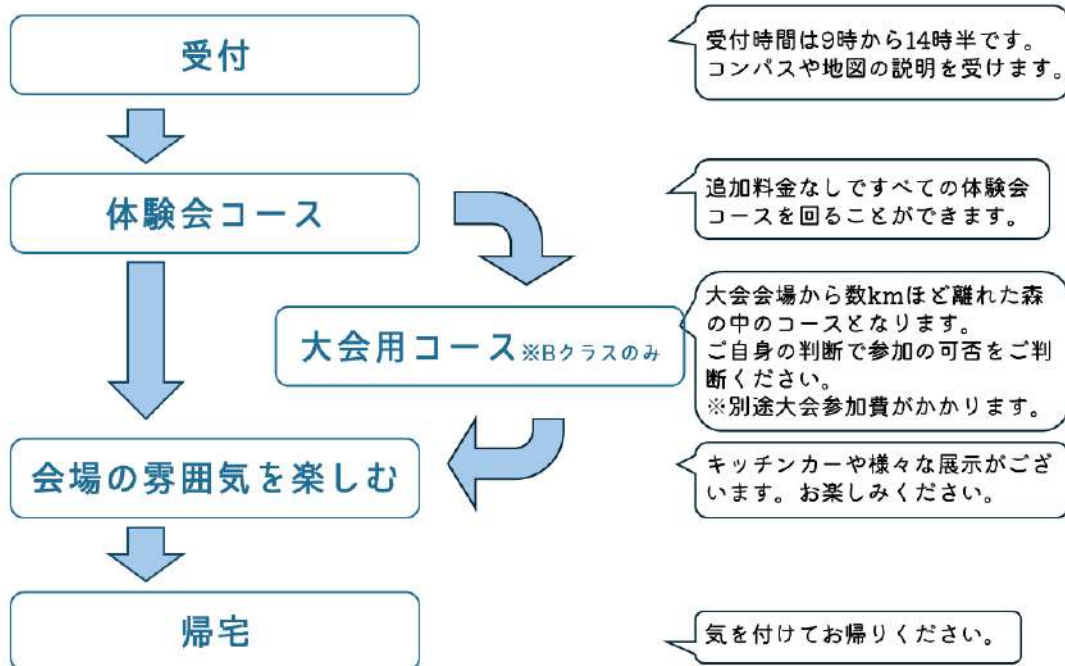 受付
受付時間は9時から14時半です。
コンパスや地図の説明を受けます。
体験会コース
追加料金なしですべての体験会
コースを回ることができます。
大会用コース※Bクラスのみ
大会会場から数kmほど離れた森
の中のコースとなります。
ご自身の判断で参加の可否をご判
断ください。
※別途大会参加費がかかります。
会場の雰囲気を楽しむ
キッチンカーや様々な展示がござ
います。お楽しみください。
帰宅
気を付けてお帰りください。